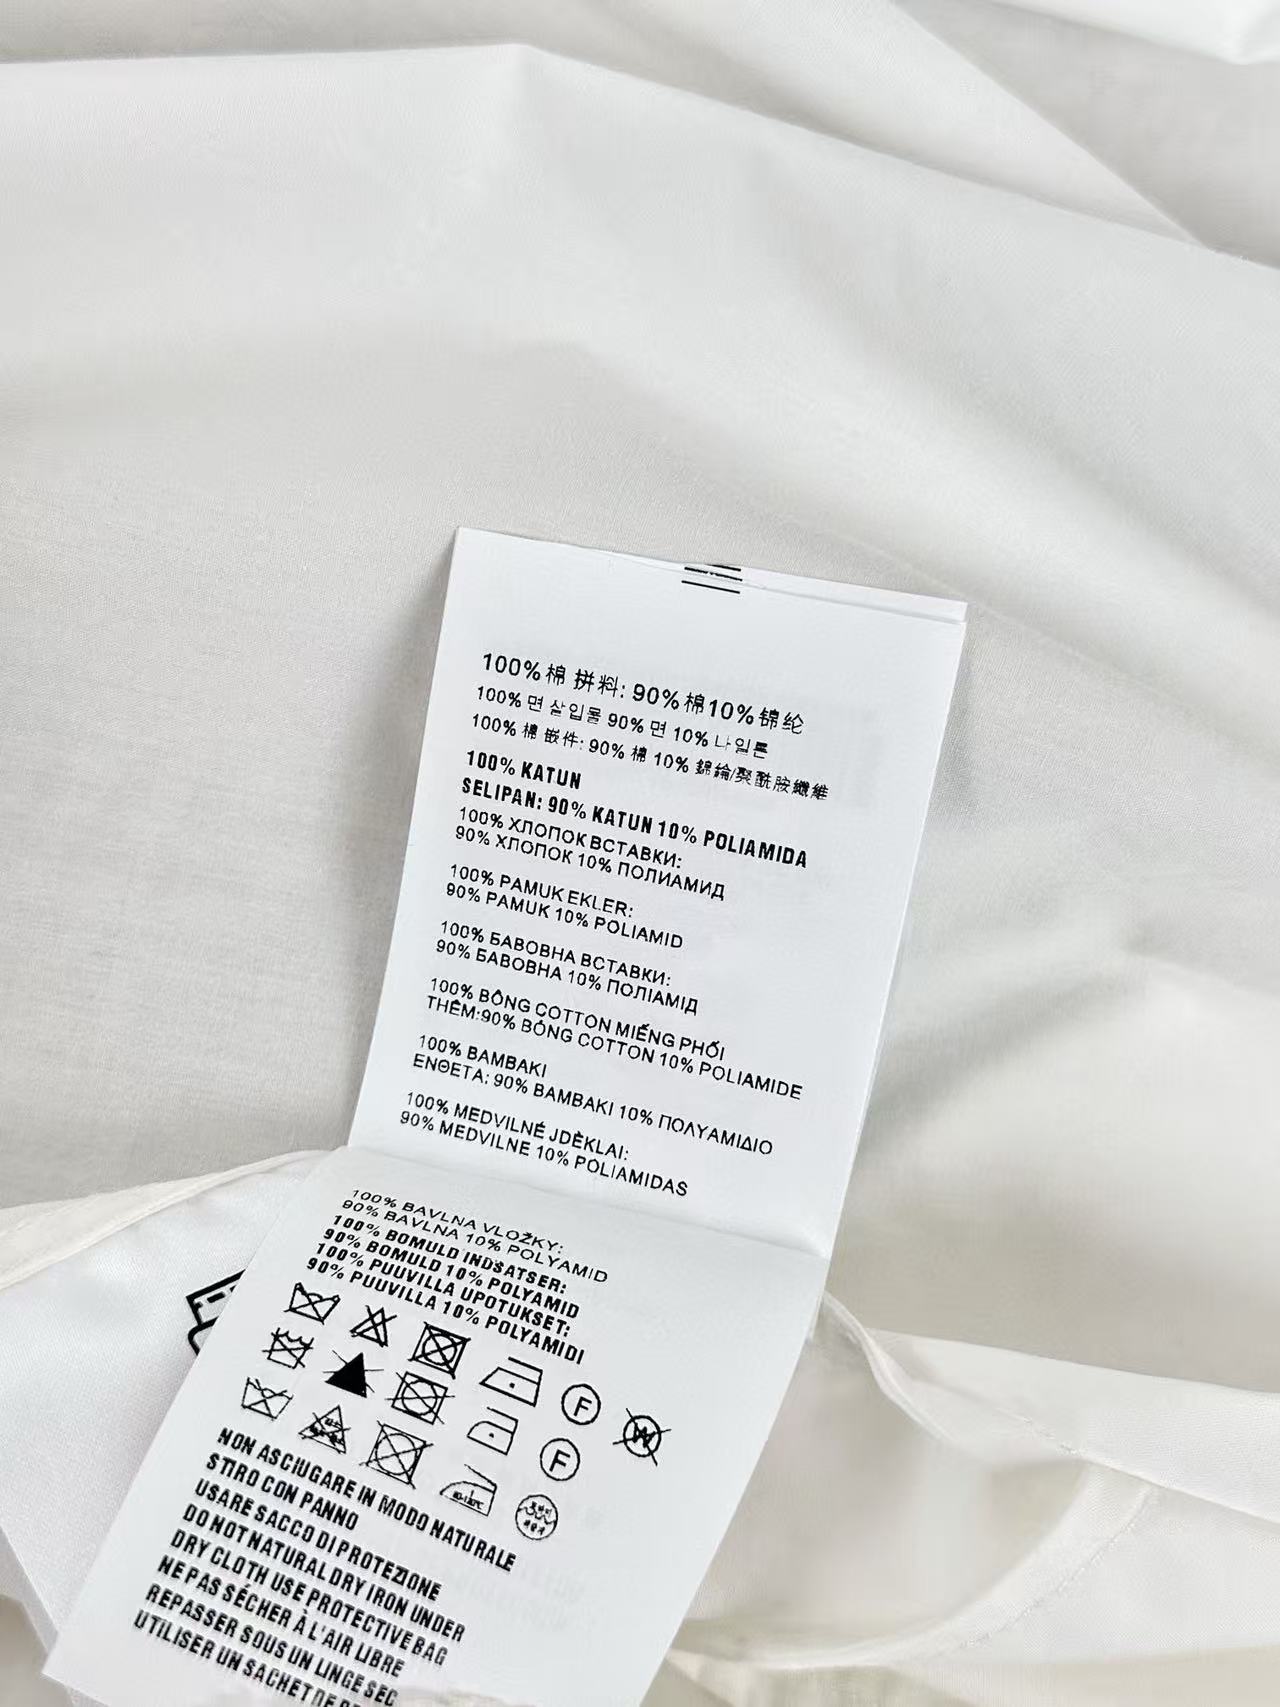 100%棉 拼料: 90%棉10%锦纶
100% 면 삽입물 90% 면 10% 나일론
100% 棉 嵌件: 90% 棉 10% 錦綸/聚酰胺纖維
100% KATUN
SELIPAN: 90% KATUN 10% POLIAMIDA
100% ХЛОПОК ВСТАВКИ:
90% ХЛОПОК 10% ПОЛИАМИД
100% PAMUK EKLER:
90% PAMUK 10% POLIAMID
100% БАВОВНА ВСТАВКИ:
90% БАВОВНА 10% ПОЛІАМІД
100% BÔNG COTTON MIẾNG PHỐI
THÊM:90% BÔNG COTTON 10% POLIAMIDE
100% BAMBAKI
ΕΝΘΕΤΑ: 90% BAMBAKI 10% ΠΟΛΥΑΜΙΔΙΟ
100% MEDVILNÉ JDÈKLAI:
90% MEDVILNE 10% POLIAMIDAS
100% BAVLNA VLOŽKY:
90% BAVLNA 10% POLYAMID
100% BOMULD INDSATSER:
90% BOMULD 10% POLYAMID
100% PUUVILLA UPOTUKSET:
90% PUUVILLA 10% POLYAMIDI
F
W
F
NON ASCIUGARE IN MODO NATURALE
STIRO CON PANNO
USARE SACCO DI PROTEZIONE
DO NOT NATURAL DRY IRON UNDER
DRY CLOTH USE PROTECTIVE BAG
NE PAS SÉCHER À L'AIR LIBRE
REPASSER SOUS UN LINGE SEC
UTILISER UN SACHET DE